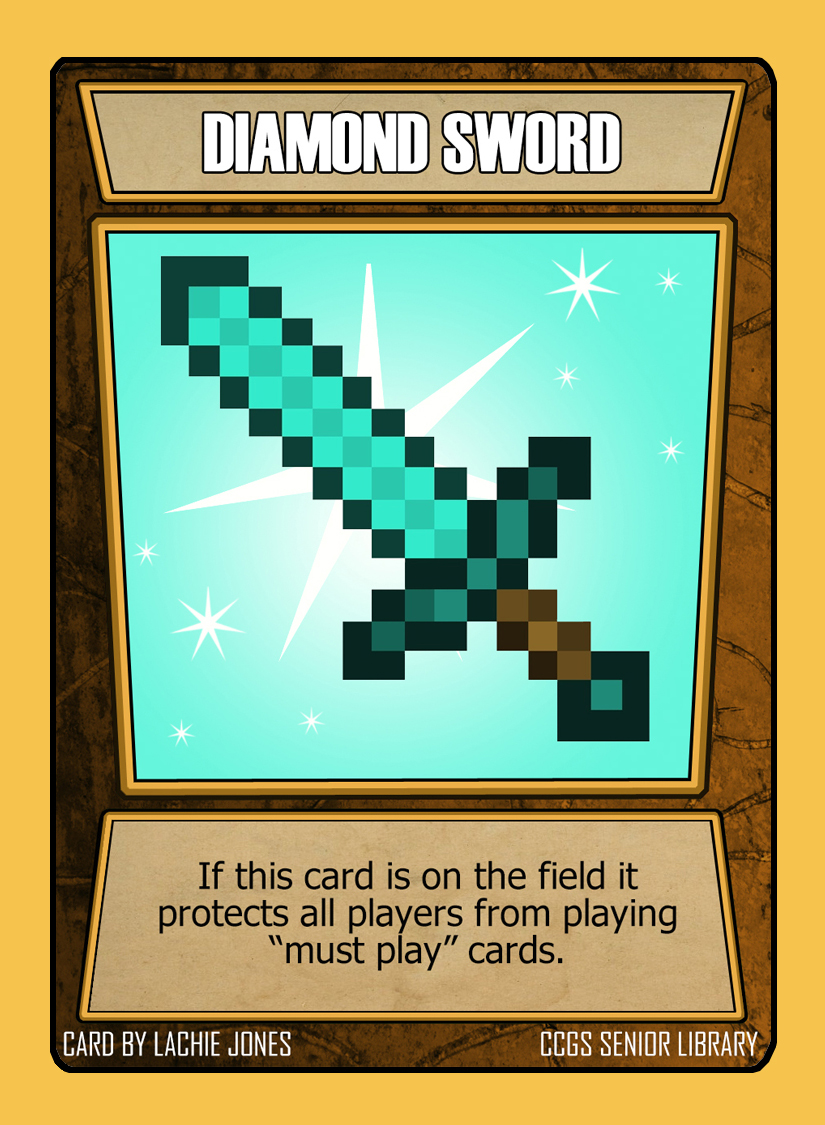 DIAMOND SWORD
If this card is on the field it
protects all players from playing
“must play” cards.
CARD BY LACHIE JONES
CCGS SENIOR LIBRARY